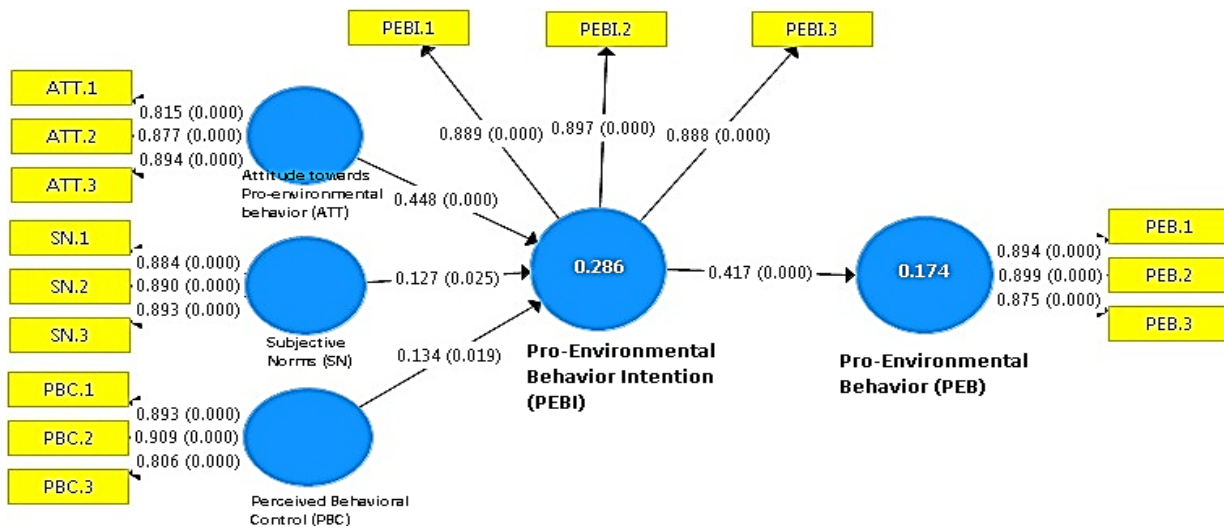 PEBI.1
PEBI.2
PEBI.3
ATT.1
ATT.2
ATT.3
0.815 (0.000)
0.877 (0.000)
0.894 (0.000)
Attitude towards
Pro-environmental
behavior (ATT)
0.889 (0.000)
0.897 (0.000)
0.888 (0.000)
0.448 (0.000)
SN.1
SN.2
SN.3
0.884 (0.000)
0.890 (0.000)
0.893 (0.000)
Subjective
Norms (SN)
0.127 (0.025)
0.286
Pro-Environmental
Behavior Intention
(PEBI)
0.417 (0.000)
0.174
Pro-Environmental
Behavior (PEB)
0.894 (0.000)
0.899 (0.000)
0.875 (0.000)
PEB.1
PEB.2
PEB.3
0.134 (0.019)
PBC.1
PBC.2
PBC.3
0.893 (0.000)
0.909 (0.000)
0.806 (0.000)
Perceived Behavioral
Control (PBC)